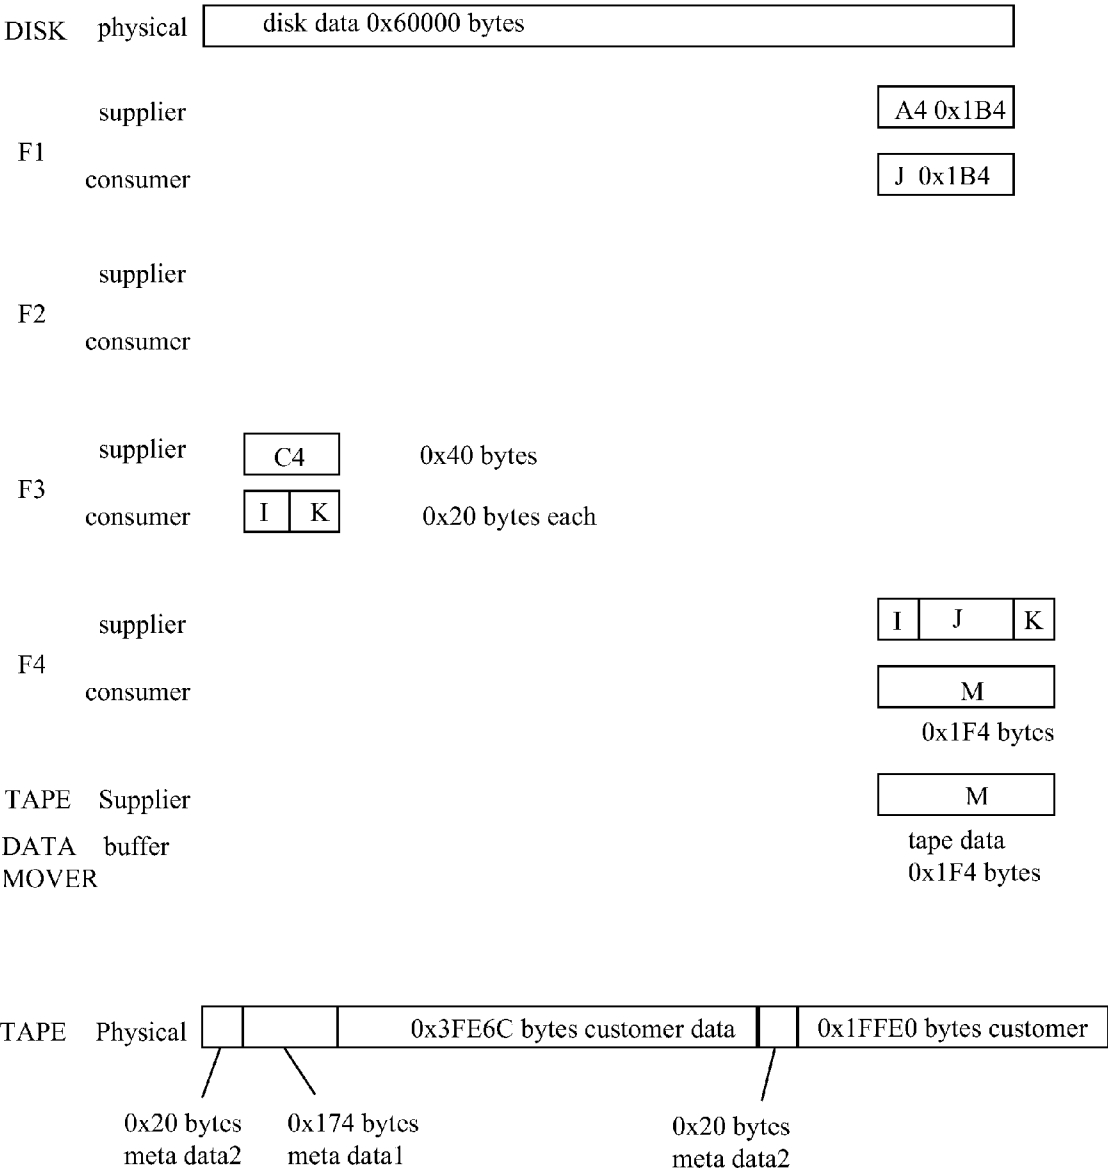 DISK physical disk data 0x60000 bytes
supplier A4 0x1B4
F1
consumer J 0x1B4
supplier
F2
consumer
supplier C4 0x40 bytes
F3
consumer I K 0x20 bytes each
supplier I J K
F4
consumer M
0x1F4 bytes
TAPE Supplier M
DATA buffer tape data
MOVER 0x1F4 bytes
TAPE Physical 0x3FE6C bytes customer data 0x1FFE0 bytes customer
0x20 bytes 0x174 bytes 0x20 bytes
meta data2 meta data1 meta data2